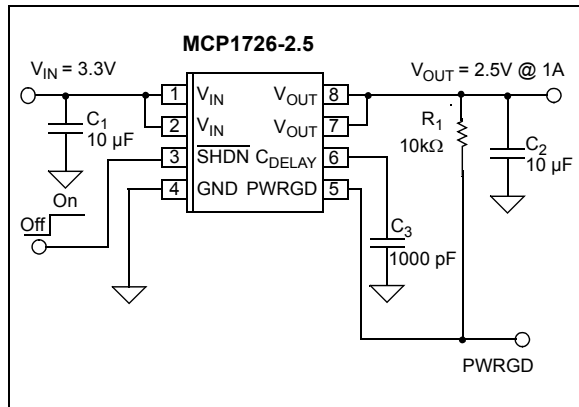 MCP1726-2.5
V_IN = 3.3V
V_OUT = 2.5V @ 1A
C_1
10 µF
1 V_IN V_OUT 8
2 V_IN V_OUT 7
3 SHDN C_DELAY 6
4 GND PWRGD 5
R_1
10kΩ
C_2
10 µF
On
Off
C_3
1000 pF
PWRGD